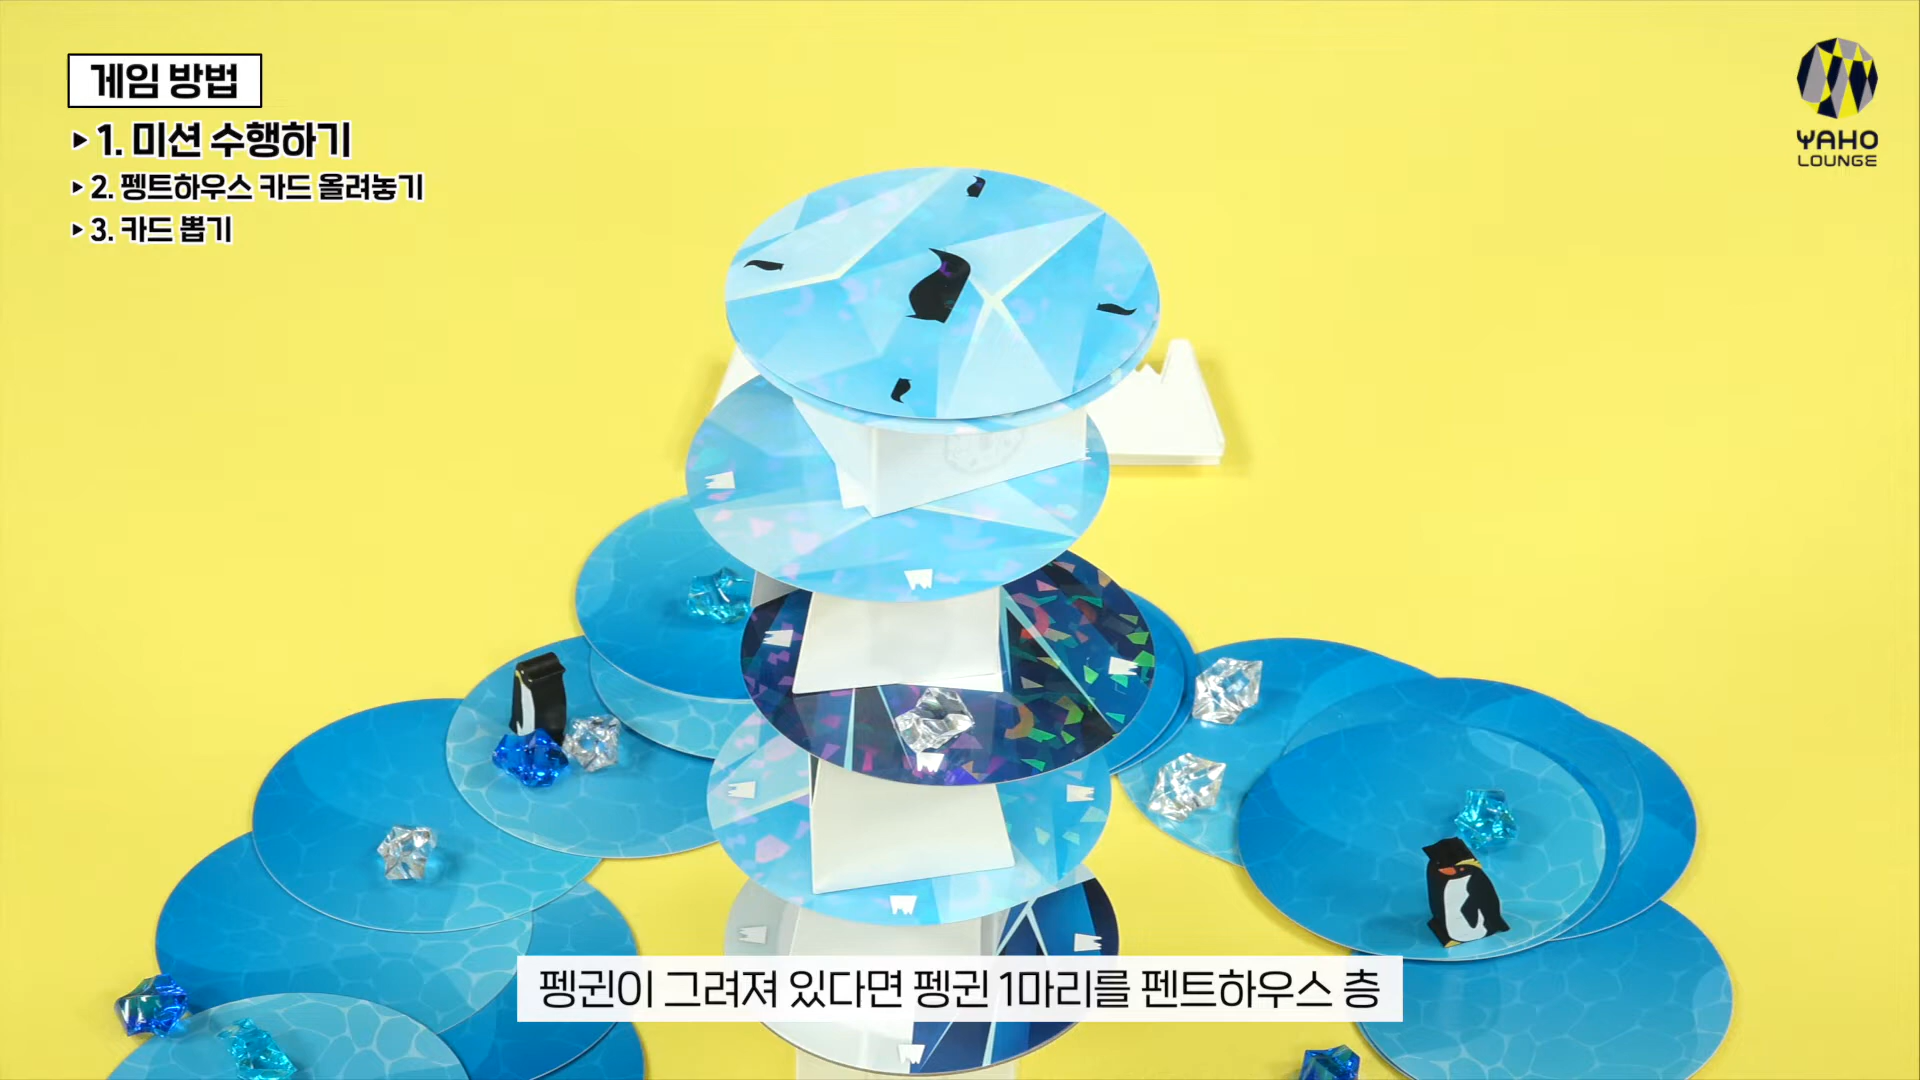 게임 방법
▸1. 미션 수행하기
▸2. 펭트하우스 카드 올려놓기
▸3. 카드 뽑기
YAHO
LOUNGE
펭귄이 그려져 있다면 펭귄 1마리를 펜트하우스 층